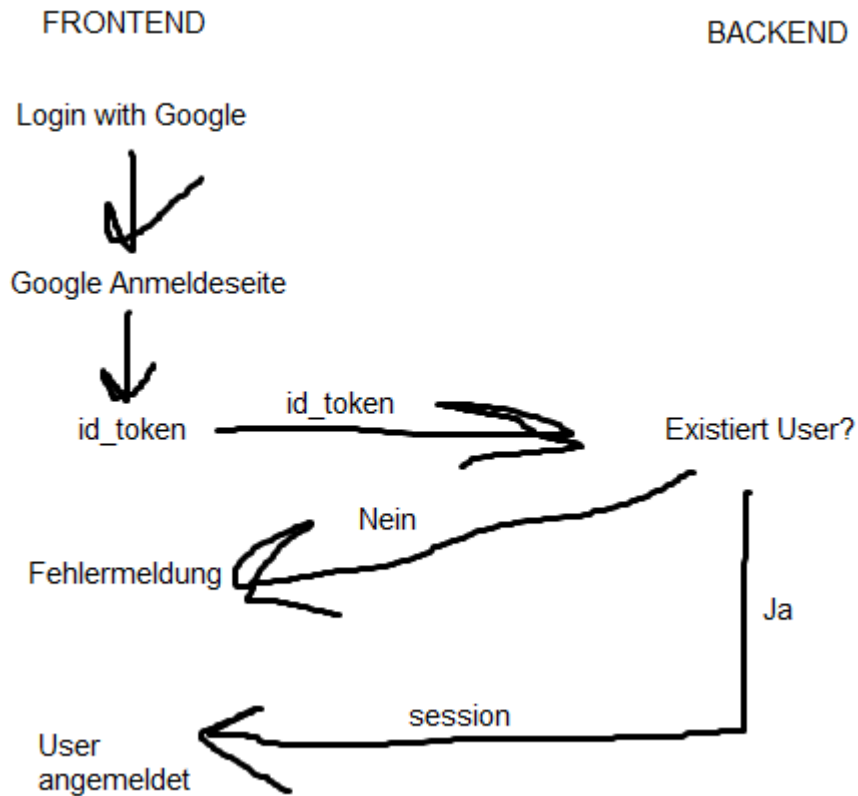 FRONTEND
BACKEND
Login with Google
Google Anmeldeseite
id_token
id_token
Existiert User?
Nein
Fehlermeldung
Ja
session
User
angemeldet